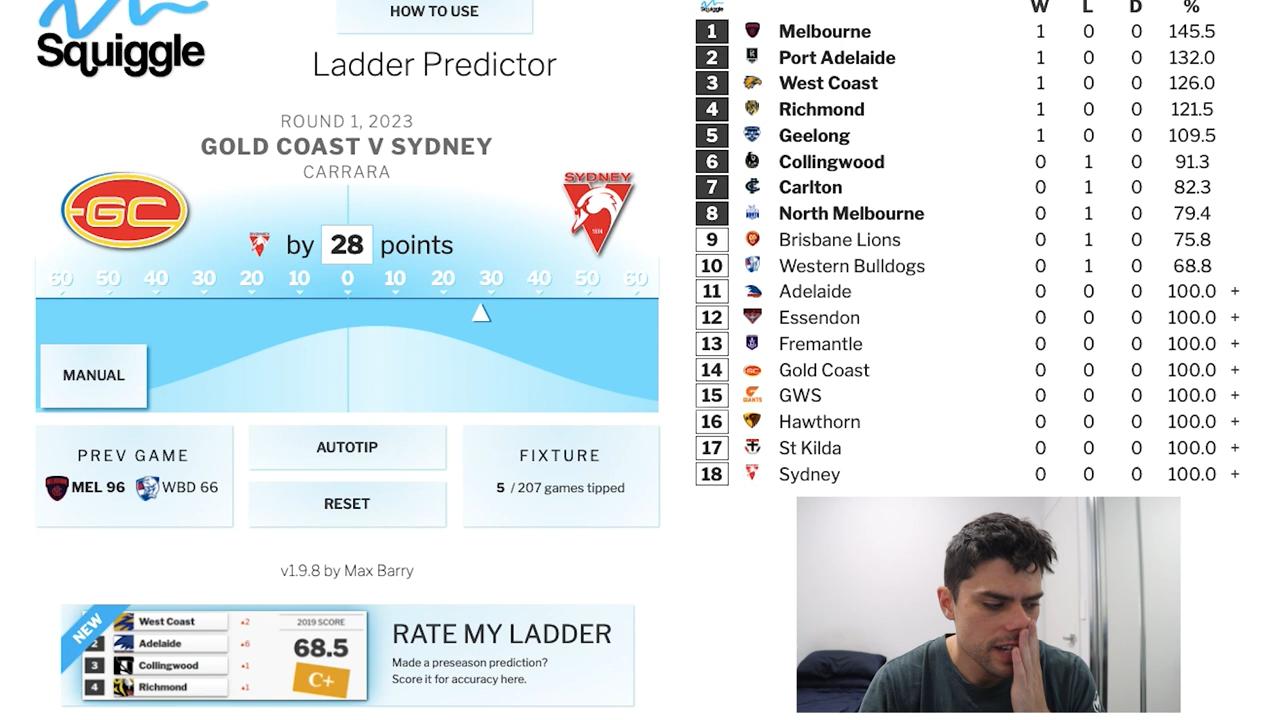 Squiggle
HOW TO USE
Ladder Predictor
ROUND 1, 2023
GOLD COAST V SYDNEY
CARRARA
GC
SYDNEY
by 28 points
60 50 40 30 20 10 0 10 20 30 40 50 60
MANUAL
PREV GAME
MEL 96 WBD 66
AUTOTIP
RESET
FIXTURE
5 / 207 games tipped
v1.9.8 by Max Barry
NEW
West Coast 2
2 Adelaide 6
3 Collingwood 1
4 Richmond 1
2019 SCORE
68.5
C+
RATE MY LADDER
Made a preseason prediction?
Score it for accuracy here.
Squiggle W L D %
1 Melbourne 1 0 0 145.5
2 Port Adelaide 1 0 0 132.0
3 West Coast 1 0 0 126.0
4 Richmond 1 0 0 121.5
5 Geelong 1 0 0 109.5
6 Collingwood 0 1 0 91.3
7 Carlton 0 1 0 82.3
8 North Melbourne 0 1 0 79.4
9 Brisbane Lions 0 1 0 75.8
10 Western Bulldogs 0 1 0 68.8
11 Adelaide 0 0 0 100.0 +
12 Essendon 0 0 0 100.0 +
13 Fremantle 0 0 0 100.0 +
14 Gold Coast 0 0 0 100.0 +
15 GWS 0 0 0 100.0 +
16 Hawthorn 0 0 0 100.0 +
17 St Kilda 0 0 0 100.0 +
18 Sydney 0 0 0 100.0 +